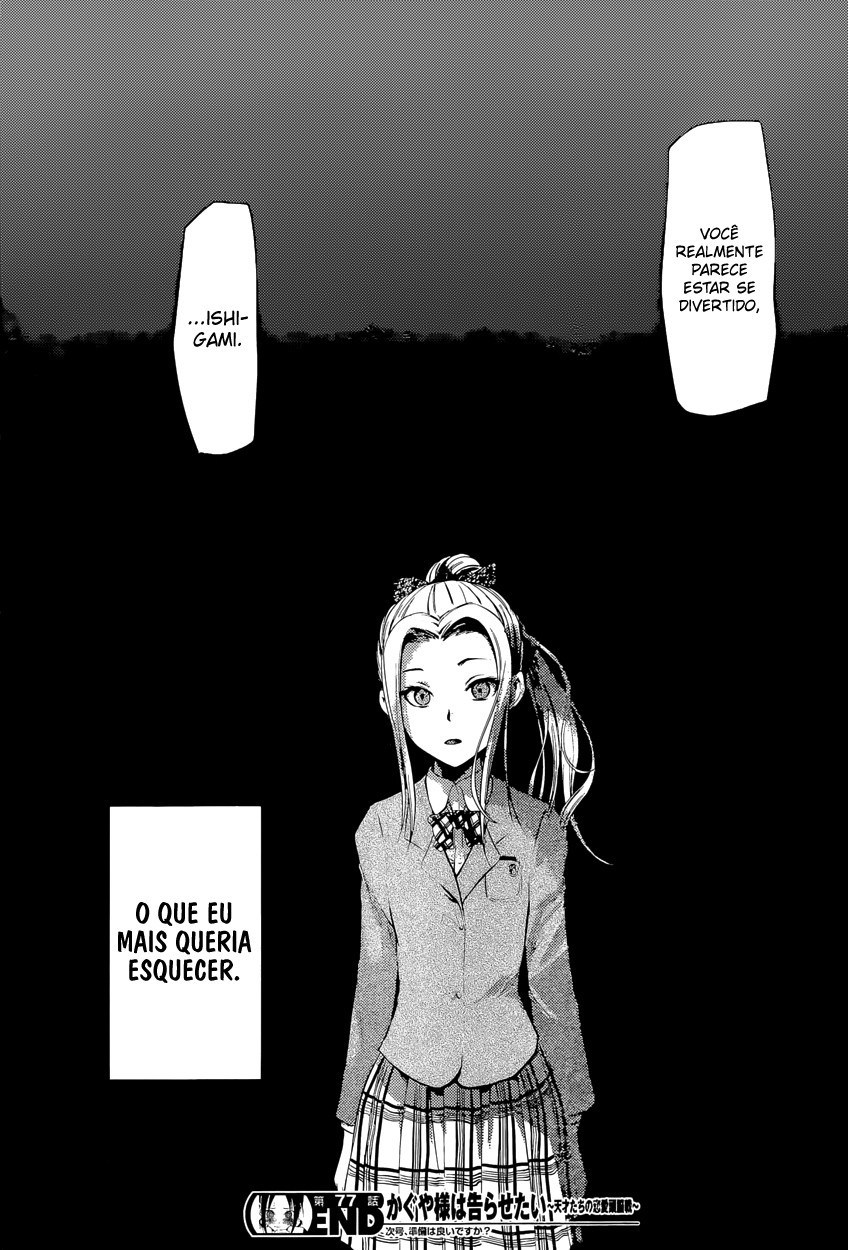 VOCÊ
REALMENTE
PARECE
ESTAR SE
DIVERTIDO,
...ISHI-
GAMI.
O QUE EU
MAIS QUERIA
ESQUECER.
第77話
END
かぐや様は告らせたい~天才たちの恋愛頭脳戦~
次号、準備は良いですか?